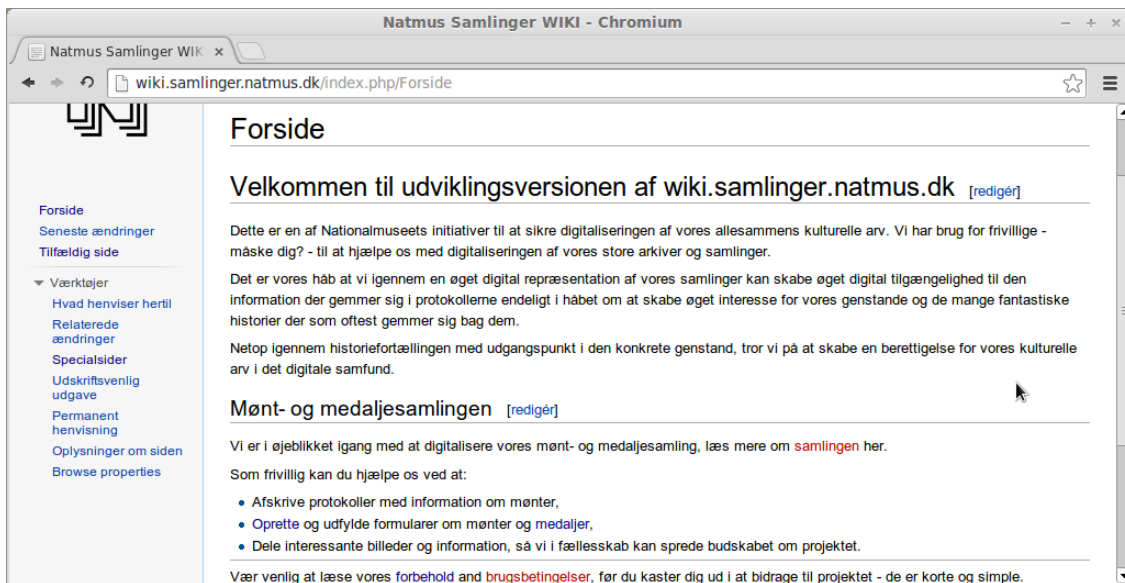 Natmus Samlinger WIKI - Chromium
Natmus Samlinger WIK
wiki.samlinger.natmus.dk/index.php/Forside
Forside
Seneste ændringer
Tilfældig side
Værktøjer
Hvad henviser hertil
Relaterede
ændringer
Specialsider
Udskriftsvenlig
udgave
Permanent
henvisning
Oplysninger om siden
Browse properties
Forside
Velkommen til udviklingsversionen af wiki.samlinger.natmus.dk [redigér]
Dette er en af Nationalmuseets initiativer til at sikre digitaliseringen af vores allesammens kulturelle arv. Vi har brug for frivillige -
måske dig? - til at hjælpe os med digitaliseringen af vores store arkiver og samlinger.
Det er vores håb at vi igennem en øget digital repræsentation af vores samlinger kan skabe øget digital tilgængelighed til den
information der gemmer sig i protokollerne endeligt i håbet om at skabe øget interesse for vores genstande og de mange fantastiske
historier der som oftest gemmer sig bag dem.
Netop igennem historiefortællingen med udgangspunkt i den konkrete genstand, tror vi på at skabe en berettigelse for vores kulturelle
arv i det digitale samfund.
Mønt- og medaljesamlingen [redigér]
Vi er i øjeblikket igang med at digitalisere vores mønt- og medaljesamling, læs mere om samlingen her.
Som frivillig kan du hjælpe os ved at:
• Afskrive protokoller med information om mønter,
• Oprette og udfylde formularer om mønter og medaljer,
• Dele interessante billeder og information, så vi i fællesskab kan sprede budskabet om projektet.
Vær venlig at læse vores forbehold and brugsbetingelser, før du kaster dig ud i at bidrage til projektet - de er korte og simple.